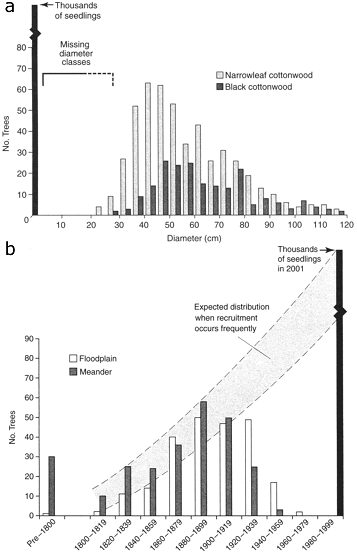 a
Thousands
of seedlings
Missing
diameter
classes
Narrowleaf cottonwood
Black cottonwood
No. Trees
80
70
60
50
40
30
20
10
0
10
20
30
40
50
60
70
80
90
100
110
120
Diameter (cm)
b
Thousands
of seedlings
in 2001
Expected distribution
when recruitment
occurs frequently
Floodplain
Meander
No. Trees
90
80
70
60
50
40
30
20
10
0
Pre–1800
1800–1819
1820–1839
1840–1859
1860–1879
1880–1899
1900–1919
1920–1939
1940–1959
1960–1979
1980–1999